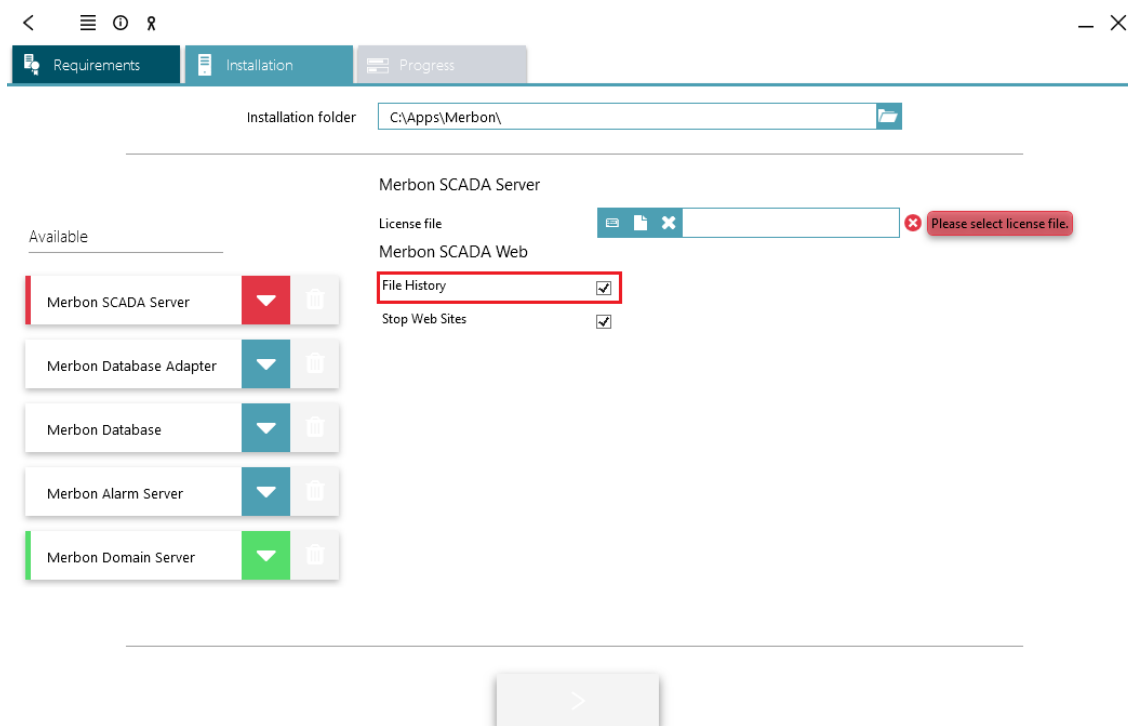 Requirements
Installation
Progress
Installation folder
C:\Apps\Merbon\
Merbon SCADA Server
License file
Please select license file.
Merbon SCADA Web
File History
Stop Web Sites
Available
Merbon SCADA Server
Merbon Database Adapter
Merbon Database
Merbon Alarm Server
Merbon Domain Server